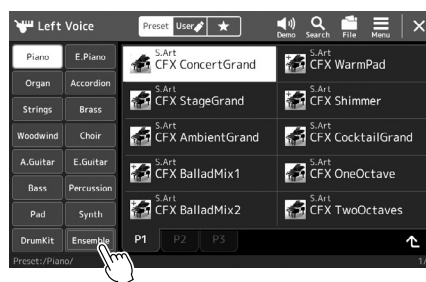 Left Voice
Preset User ★
Demo Search File Menu
Piano E.Piano
Organ Accordion
Strings Brass
Woodwind Choir
A.Guitar E.Guitar
Bass Percussion
Pad Synth
DrumKit Ensemble
S.Art
CFX ConcertGrand
S.Art
CFX WarmPad
S.Art
CFX StageGrand
S.Art
CFX Shimmer
S.Art
CFX AmbientGrand
S.Art
CFX CocktailGrand
S.Art
CFX BalladMix1
S.Art
CFX OneOctave
S.Art
CFX BalladMix2
S.Art
CFX TwoOctaves
P1 P2 P3
Preset:/Piano/
1/